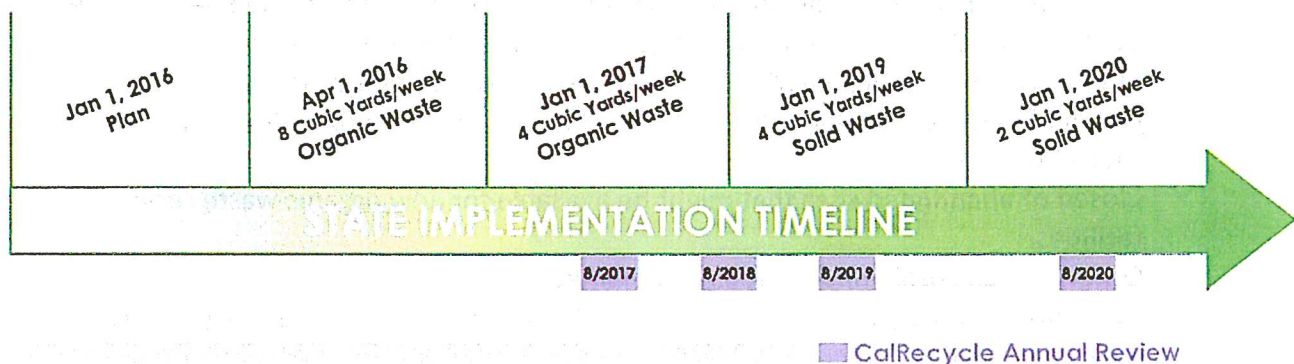 Jan 1, 2016
Plan
Apr 1, 2016
8 Cubic Yards/week
Organic Waste
Jan 1, 2017
4 Cubic Yards/week
Organic Waste
Jan 1, 2019
4 Cubic Yards/week
Solid Waste
Jan 1, 2020
2 Cubic Yards/week
Solid Waste
STATE IMPLEMENTATION TIMELINE
8/2017
8/2018
8/2019
8/2020
CalRecycle Annual Review